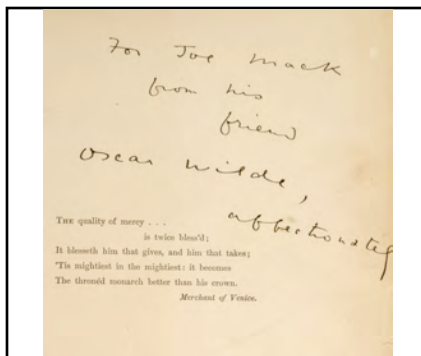 For Joe Mack
from his
friend
Oscar Wilde,
affectionately
THE quality of mercy . . .
is twice bless'd;
It blesseth him that gives, and him that takes;
'Tis mightiest in the mightiest: it becomes
The thronéd monarch better than his crown.
Merchant of Venice.